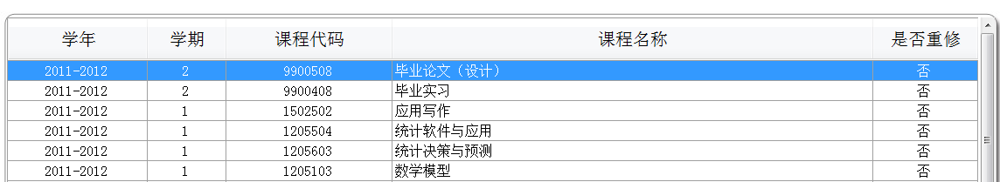 学年 学期 课程代码 课程名称 是否重修
2011-2012 2 9900508 毕业论文（设计） 否
2011-2012 2 9900408 毕业实习 否
2011-2012 1 1502502 应用写作 否
2011-2012 1 1205504 统计软件与应用 否
2011-2012 1 1205603 统计决策与预测 否
2011-2012 1 1205103 数学模型 否